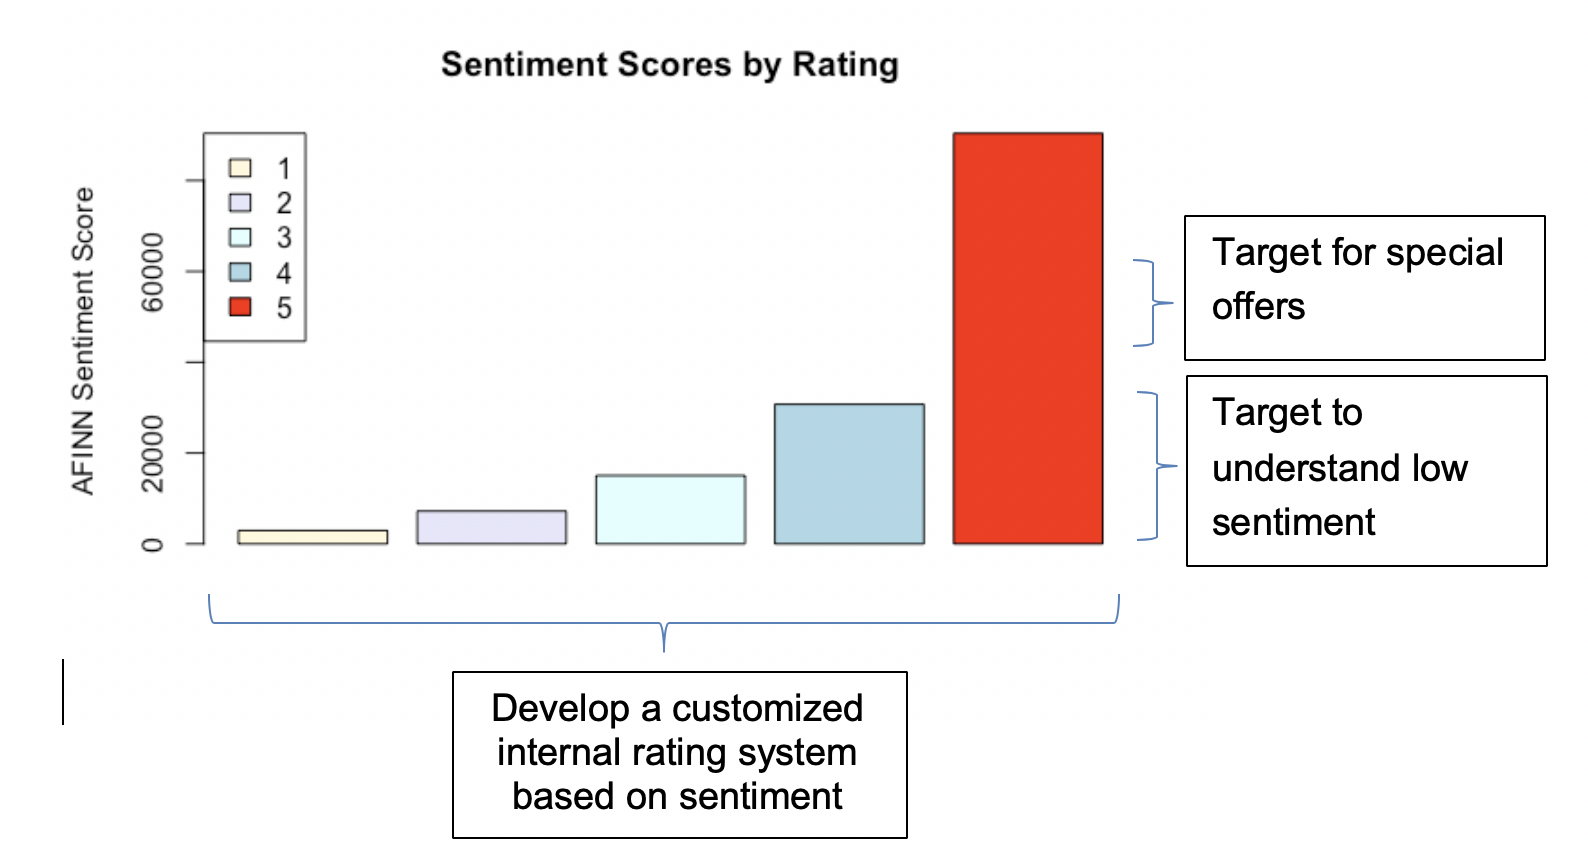 Sentiment Scores by Rating
AFINN Sentiment Score
60000
20000
0
1
2
3
4
5
Target for special
offers
Target to
understand low
sentiment
Develop a customized
internal rating system
based on sentiment